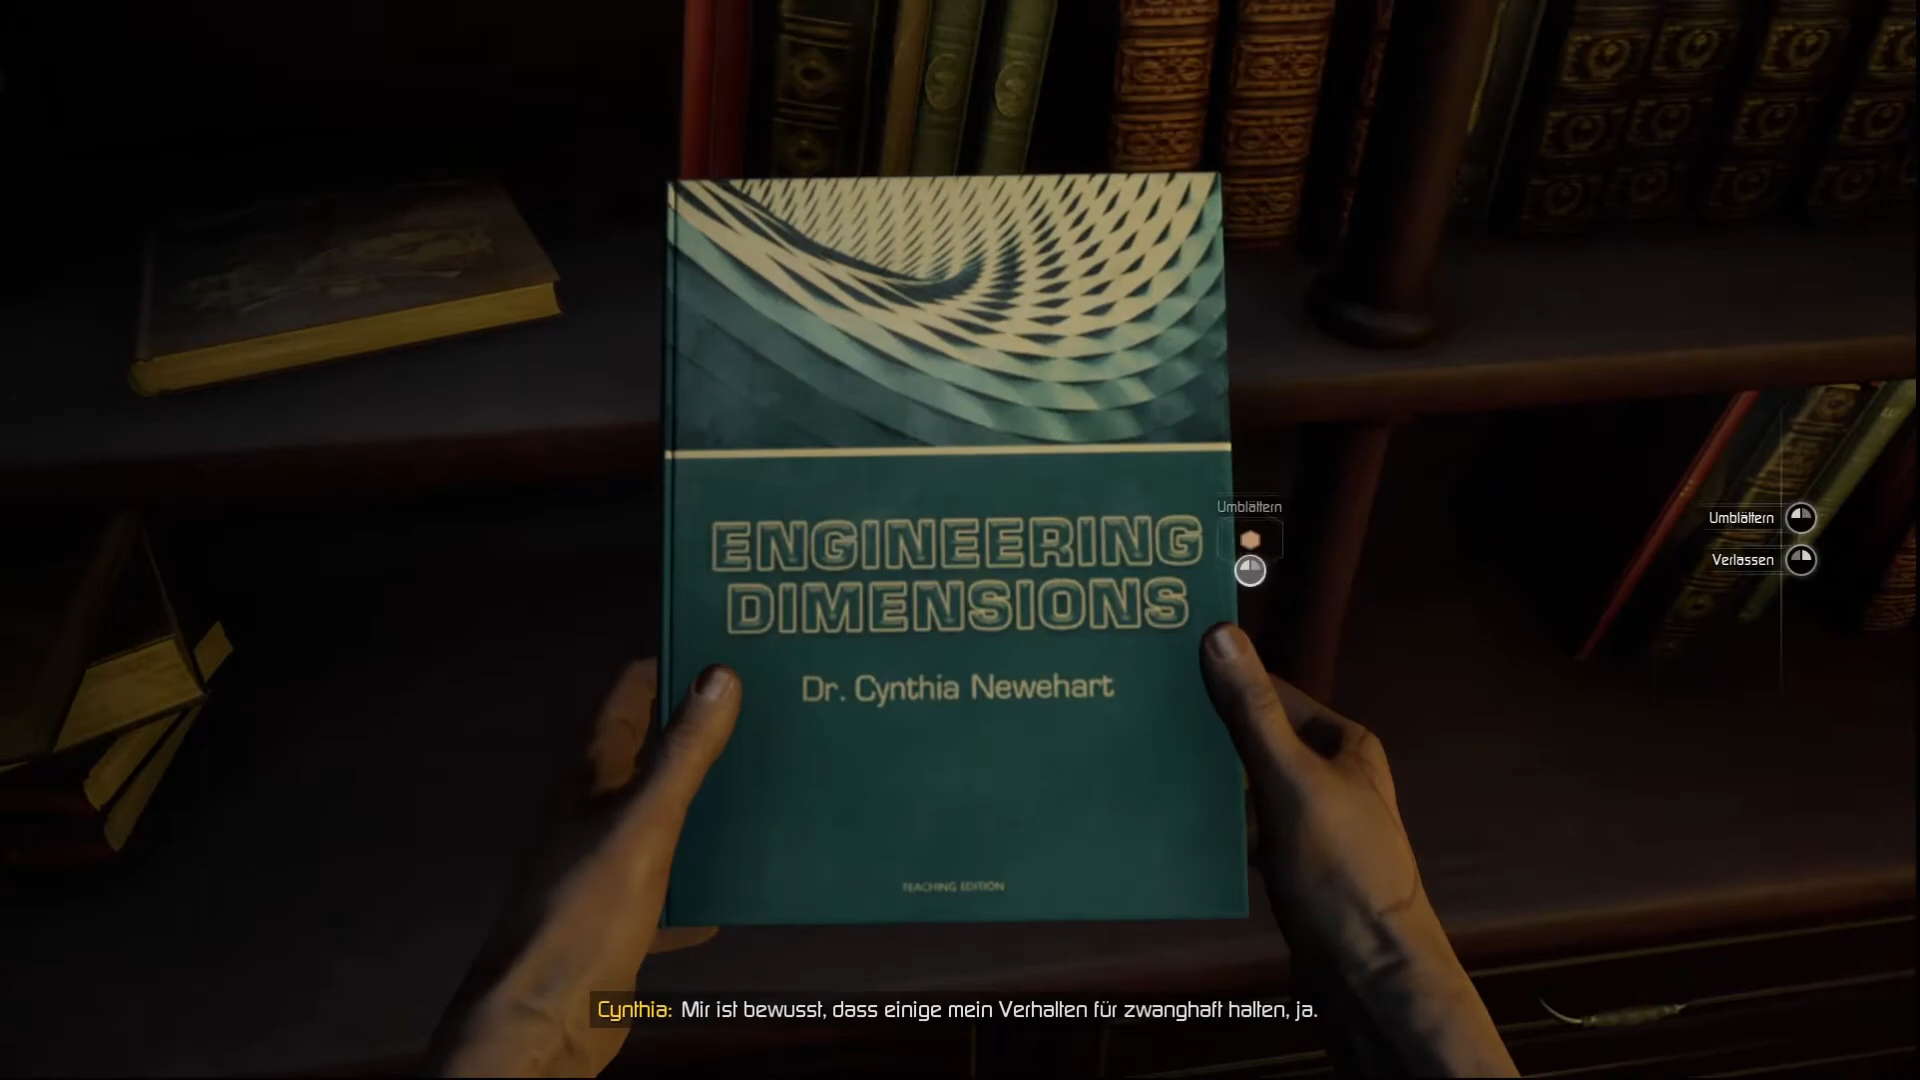 ENGINEERING
DIMENSIONS
Dr. Cynthia Newehart
TEACHING EDITION
Umblättern
Umblättern
Verlassen
Cynthia: Mir ist bewusst, dass einige mein Verhalten für zwanghaft halten, ja.